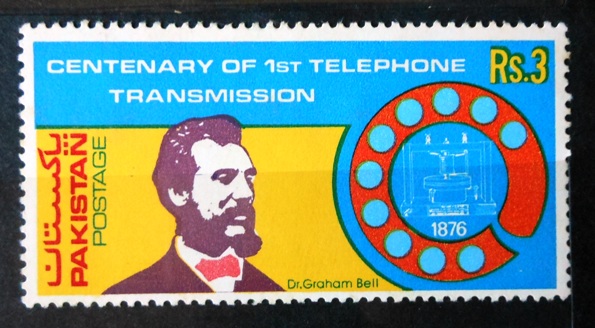 CENTENARY OF 1ST TELEPHONE
TRANSMISSION
Rs.3
پاکستان
PAKISTAN
POSTAGE
Dr.Graham Bell
1876